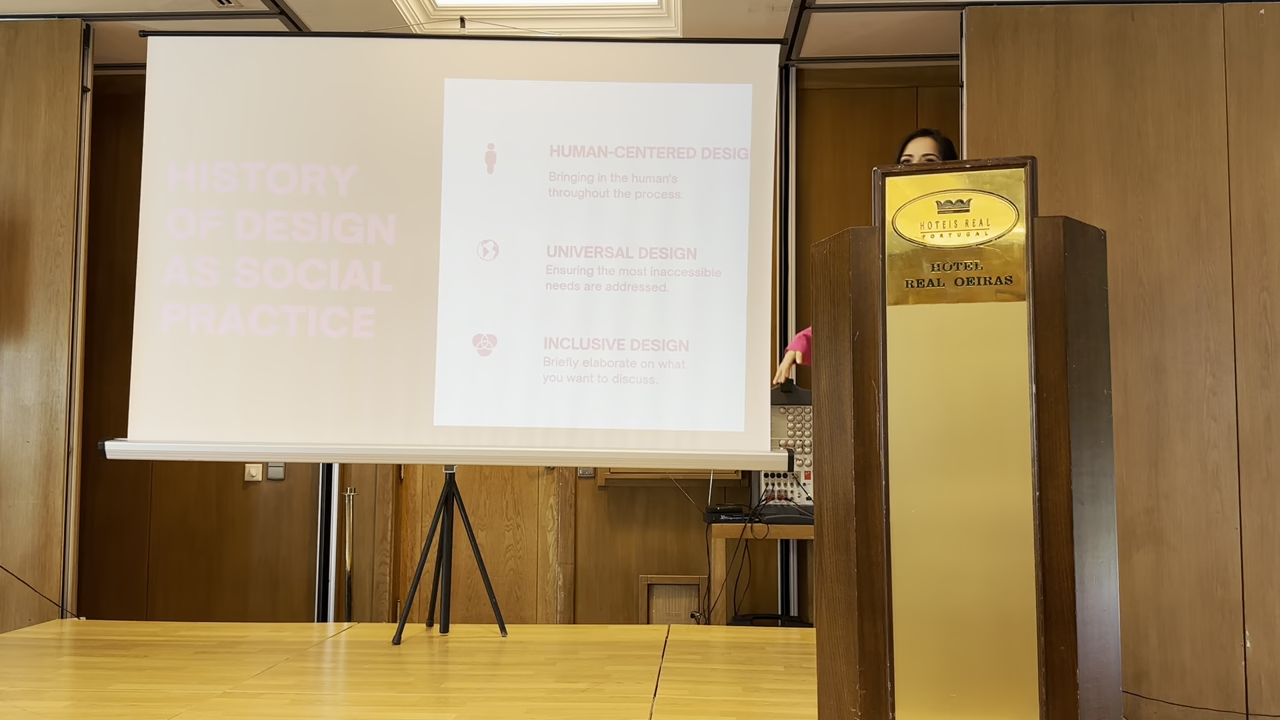 HISTORY
OF DESIGN
AS SOCIAL
PRACTICE
HUMAN-CENTERED DESIG
Bringing in the human's
throughout the process.
UNIVERSAL DESIGN
Ensuring the most inaccessible
needs are addressed.
INCLUSIVE DESIGN
Briefly elaborate on what
you want to discuss.
HOTEIS REAL
PORTUGAL
HOTEL
REAL OEIRAS